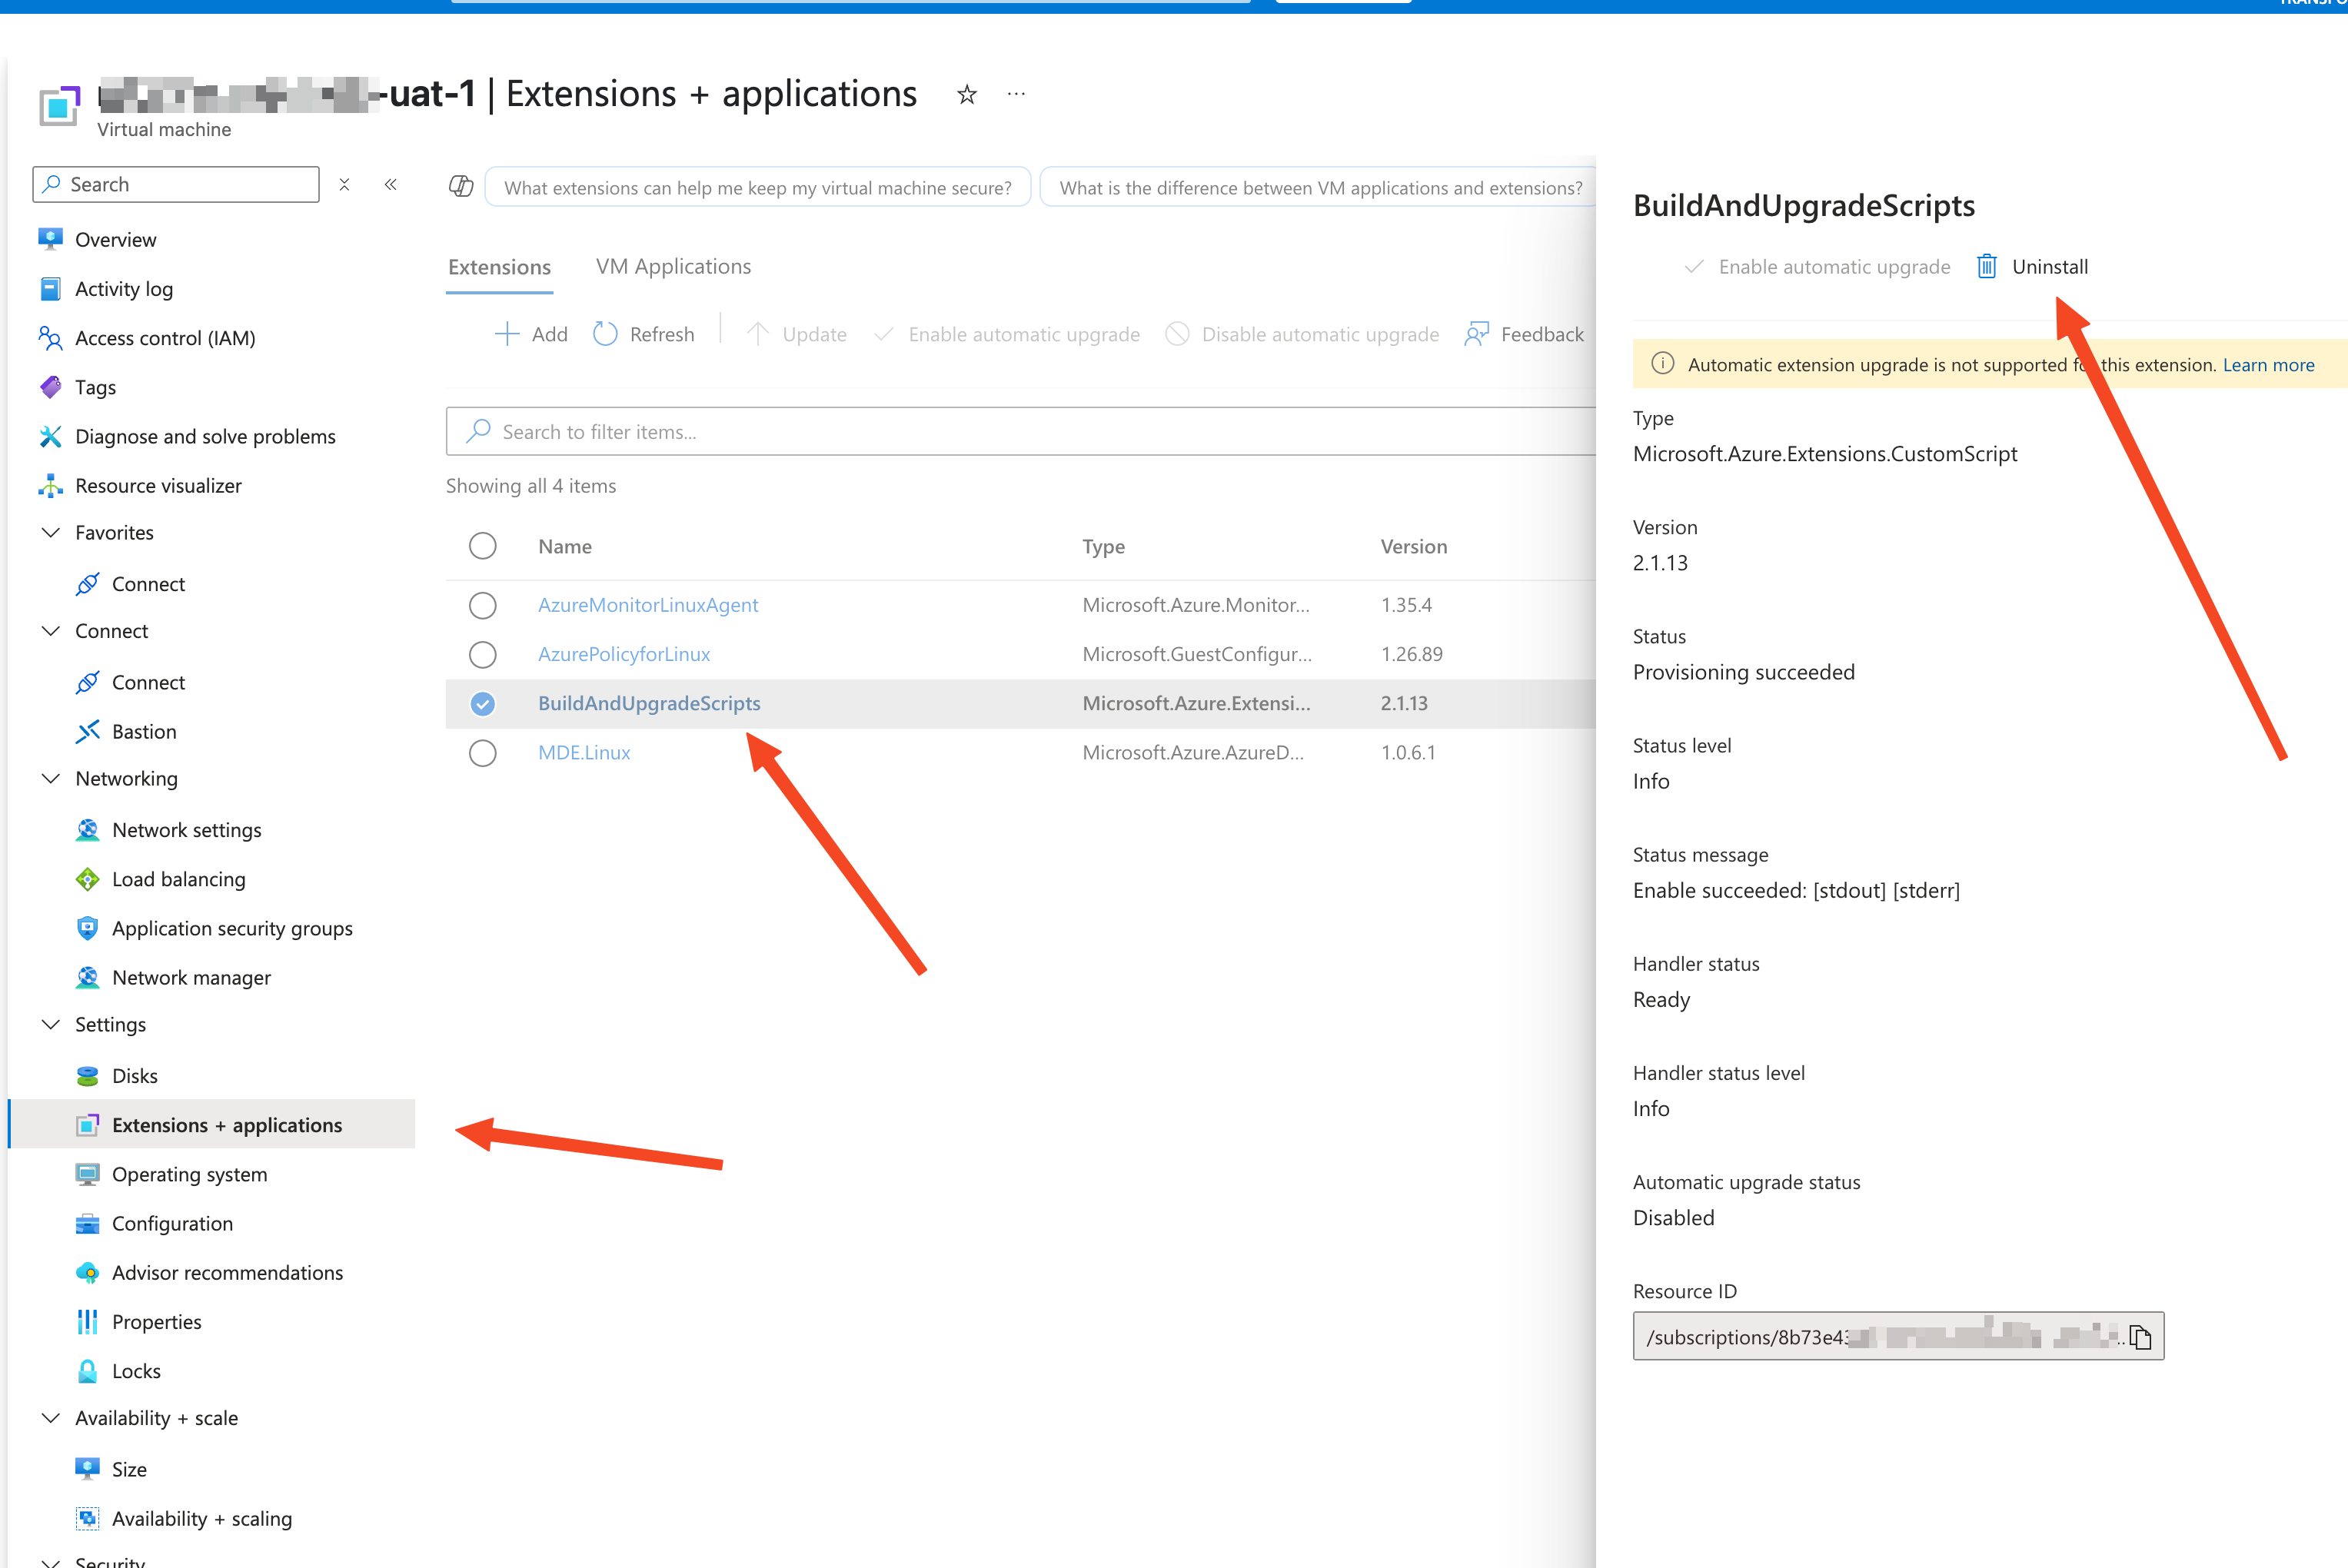 -uat-1 | Extensions + applications
Virtual machine
Search
Overview
Activity log
Access control (IAM)
Tags
Diagnose and solve problems
Resource visualizer
Favorites
Connect
Connect
Connect
Bastion
Networking
Network settings
Load balancing
Application security groups
Network manager
Settings
Disks
Extensions + applications
Operating system
Configuration
Advisor recommendations
Properties
Locks
Availability + scale
Size
Availability + scaling
Security
What extensions can help me keep my virtual machine secure?
What is the difference between VM applications and extensions?
Extensions VM Applications
Add Refresh Update Enable automatic upgrade Disable automatic upgrade Feedback
Search to filter items...
Showing all 4 items
Name Type Version
AzureMonitorLinuxAgent Microsoft.Azure.Monitor... 1.35.4
AzurePolicyforLinux Microsoft.GuestConfigur... 1.26.89
BuildAndUpgradeScripts Microsoft.Azure.Extensi... 2.1.13
MDE.Linux Microsoft.Azure.AzureD... 1.0.6.1
BuildAndUpgradeScripts
Enable automatic upgrade Uninstall
Automatic extension upgrade is not supported for this extension. Learn more
Type
Microsoft.Azure.Extensions.CustomScript
Version
2.1.13
Status
Provisioning succeeded
Status level
Info
Status message
Enable succeeded: [stdout] [stderr]
Handler status
Ready
Handler status level
Info
Automatic upgrade status
Disabled
Resource ID
/subscriptions/8b73e43